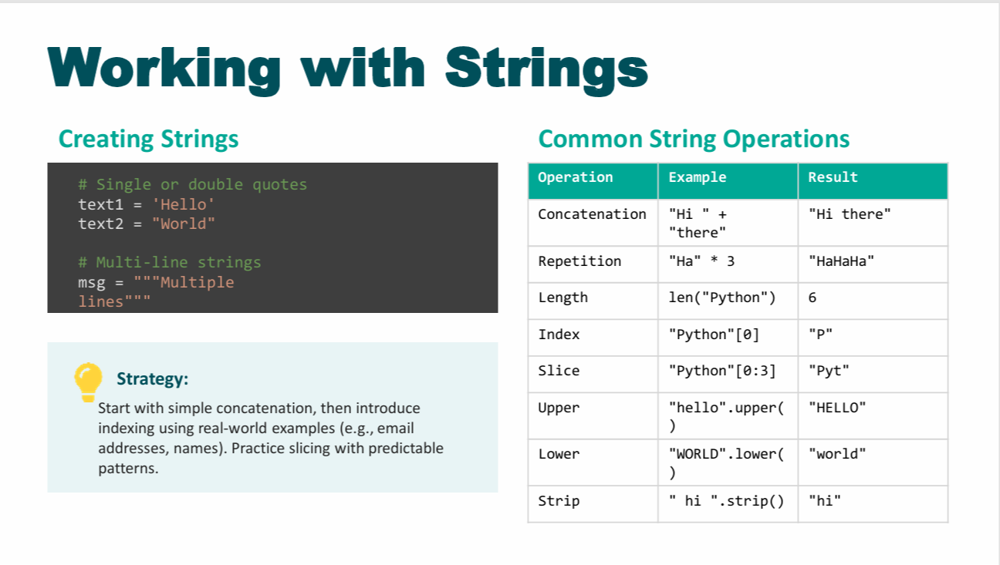 Working with Strings
Creating Strings
# Single or double quotes
text1 = 'Hello'
text2 = "World"
# Multi-line strings
msg = """Multiple
lines"""
Strategy:
Start with simple concatenation, then introduce
indexing using real-world examples (e.g., email
addresses, names). Practice slicing with predictable
patterns.
Common String Operations
Operation Example Result
Concatenation "Hi " + "Hi there"
"there"
Repetition "Ha" * 3 "HaHaHa"
Length len("Python") 6
Index "Python"[0] "P"
Slice "Python"[0:3] "Pyt"
Upper "hello".upper( "HELLO"
)
Lower "WORLD".lower( "world"
)
Strip " hi ".strip() "hi"